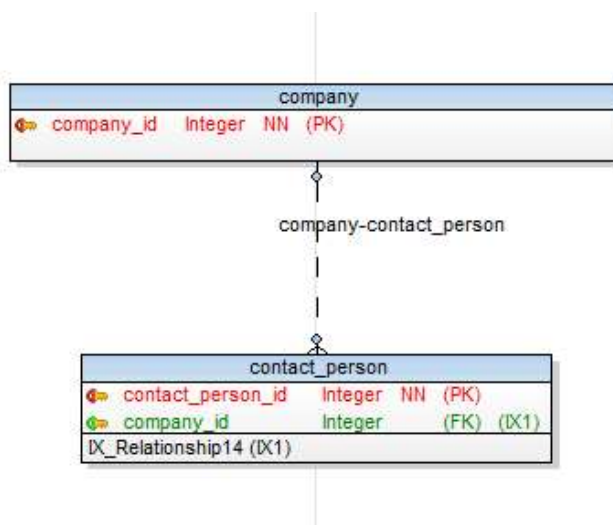 company
company_id Integer NN (PK)
company-contact_person
contact_person
contact_person_id Integer NN (PK)
company_id Integer (FK) (IX1)
IX_Relationship14 (IX1)